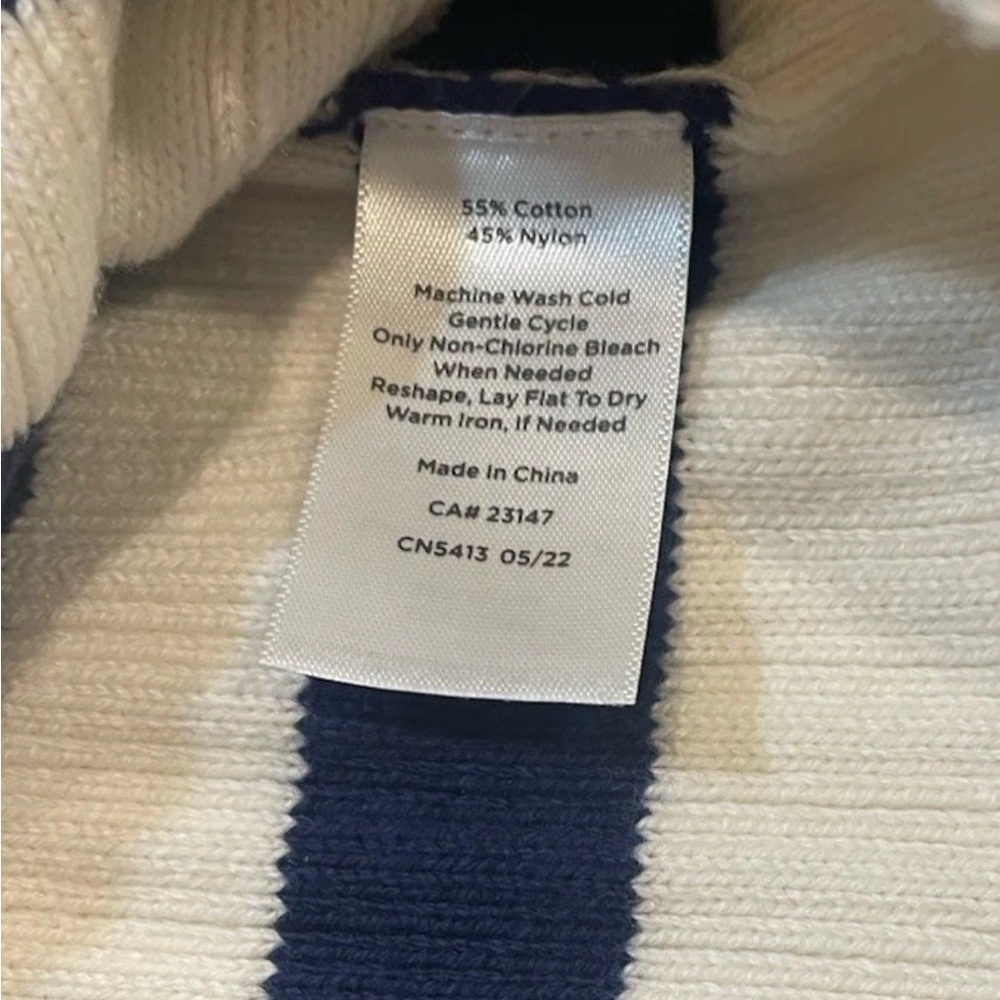 55% Cotton
45% Nylon
Machine Wash Cold
Gentle Cycle
Only Non-Chlorine Bleach
When Needed
Reshape, Lay Flat To Dry
Warm Iron, If Needed
Made In China
CA# 23147
CN5413 05/22